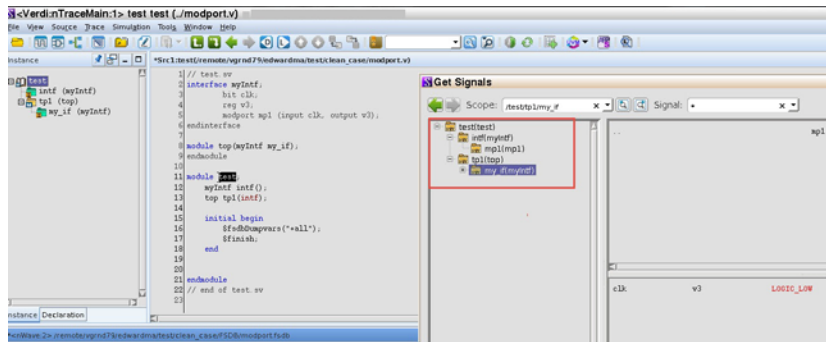 <Verdi:nTraceMain:1> test test (./modport.v)
File View Source Trace Simulation Tools Window Help
Instance
*Src1:test(/remote/vgrnd79/edwardma/test/clean_case/modport.v)
test
intf (myIntf)
tp1 (top)
my_if (myIntf)
1 // test.sv
2 interface myIntf;
3 bit clk;
4 reg v3;
5 modport mp1 (input clk, output v3);
6 endinterface
7
8 module top(myIntf my_if);
9 endmodule
10
11 module test;
12 myIntf intf();
13 top tp1(intf);
14
15 initial begin
16 $fsdbDumpvars("+all");
17 $finish;
18 end
19
20
21 endmodule
22 // end of test.sv
23
Instance Declaration
<nWave:2> /remote/vgrnd79/edwardma/test/clean_case/FSDB/modport.fsdb
Get Signals
Scope: /test/tp1/my_if Signal: *
test(test)
intf(myIntf)
mp1(mp1)
tp1(top)
my_if(myIntf)
.. mp1
clk v3 LOGIC_LOW